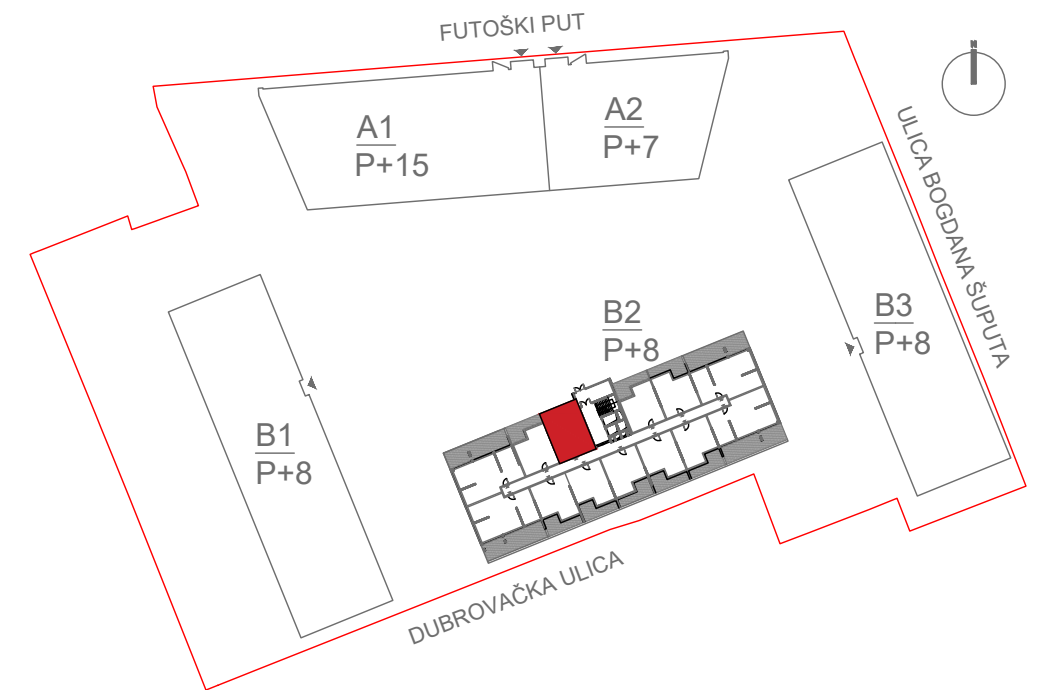 FUTOŠKI PUT
N
A1
P+15
A2
P+7
ULICA BOGDANA ŠUPUTA
B2
P+8
B3
P+8
B1
P+8
DUBROVAČKA ULICA